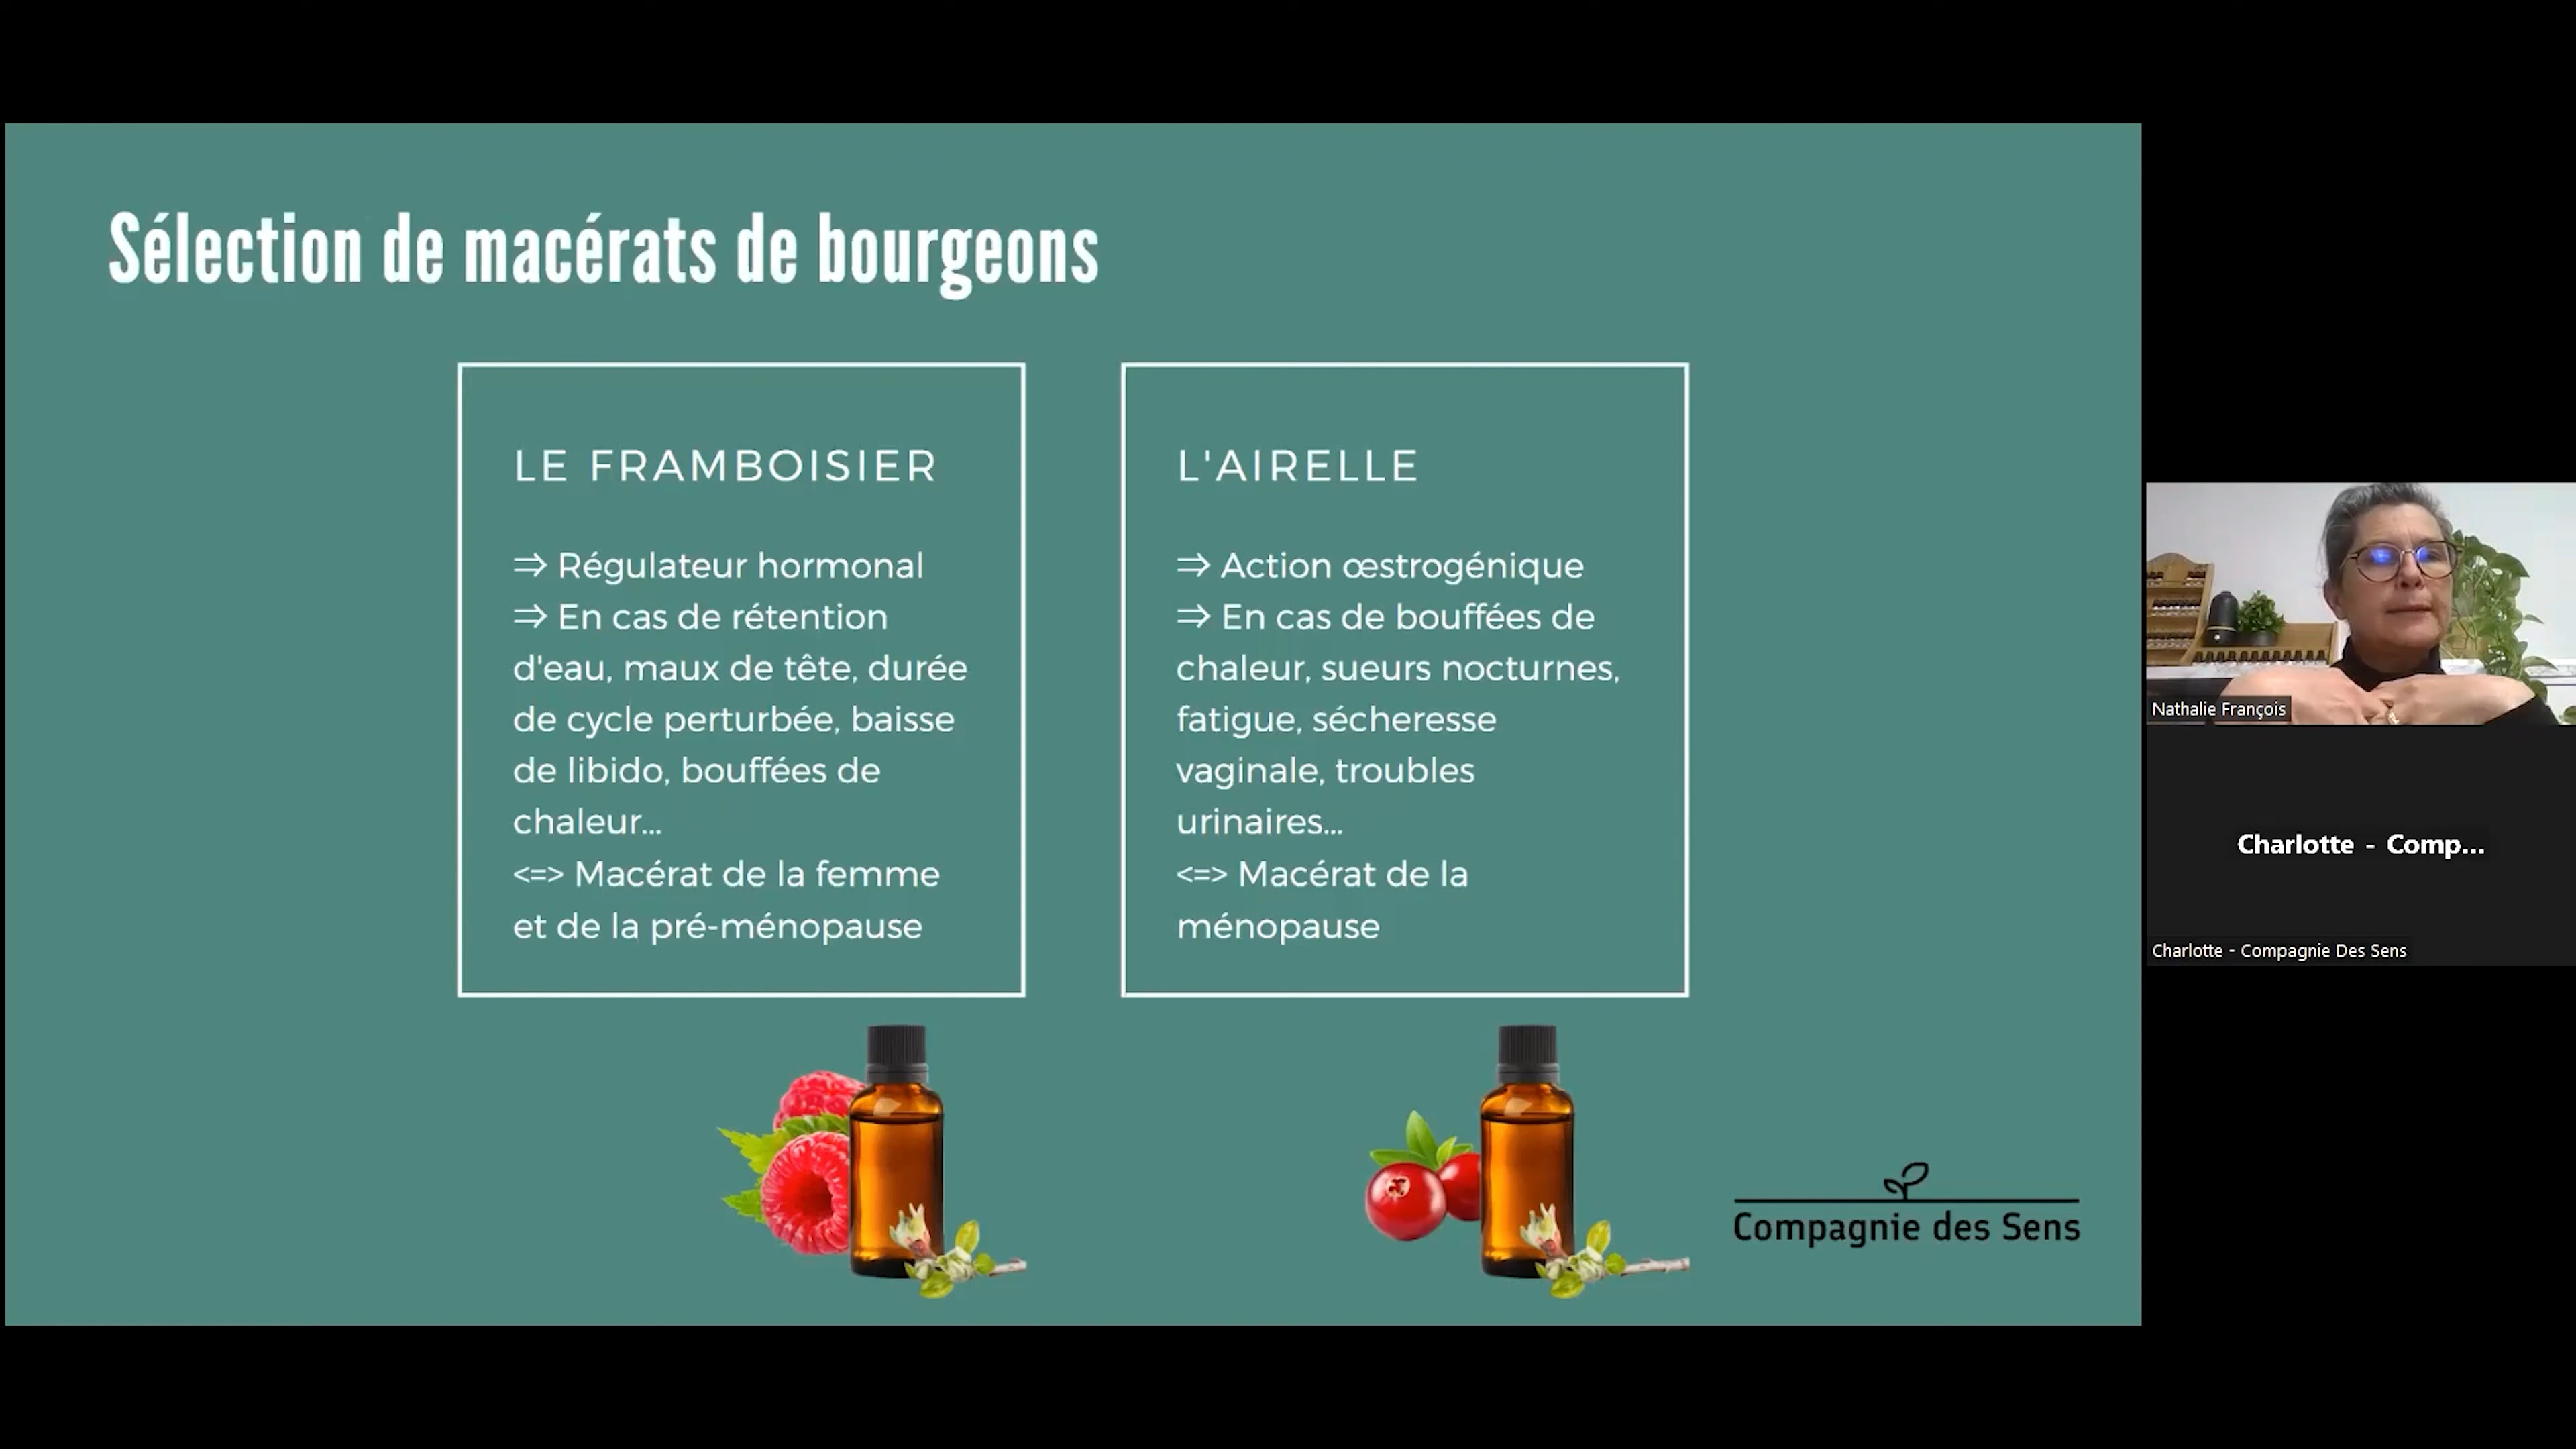 Sélection de macérats de bourgeons
LE FRAMBOISIER
⇒ Régulateur hormonal
⇒ En cas de rétention
d'eau, maux de tête, durée
de cycle perturbée, baisse
de libido, bouffées de
chaleur...
<=> Macérat de la femme
et de la pré-ménopause
L'AIRELLE
⇒ Action œstrogénique
⇒ En cas de bouffées de
chaleur, sueurs nocturnes,
fatigue, sécheresse
vaginale, troubles
urinaires...
<=> Macérat de la
ménopause
Compagnie des Sens
Nathalie François
Charlotte - Comp...
Charlotte - Compagnie Des Sens